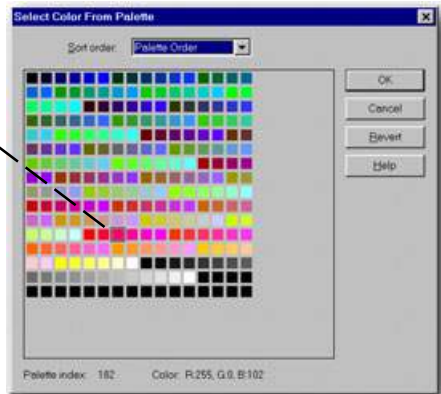 Select Color From Palette
Sort order: Palette Order
OK
Cancel
Revert
Help
Palette index: 182 Color: R:255, G:0, B:102